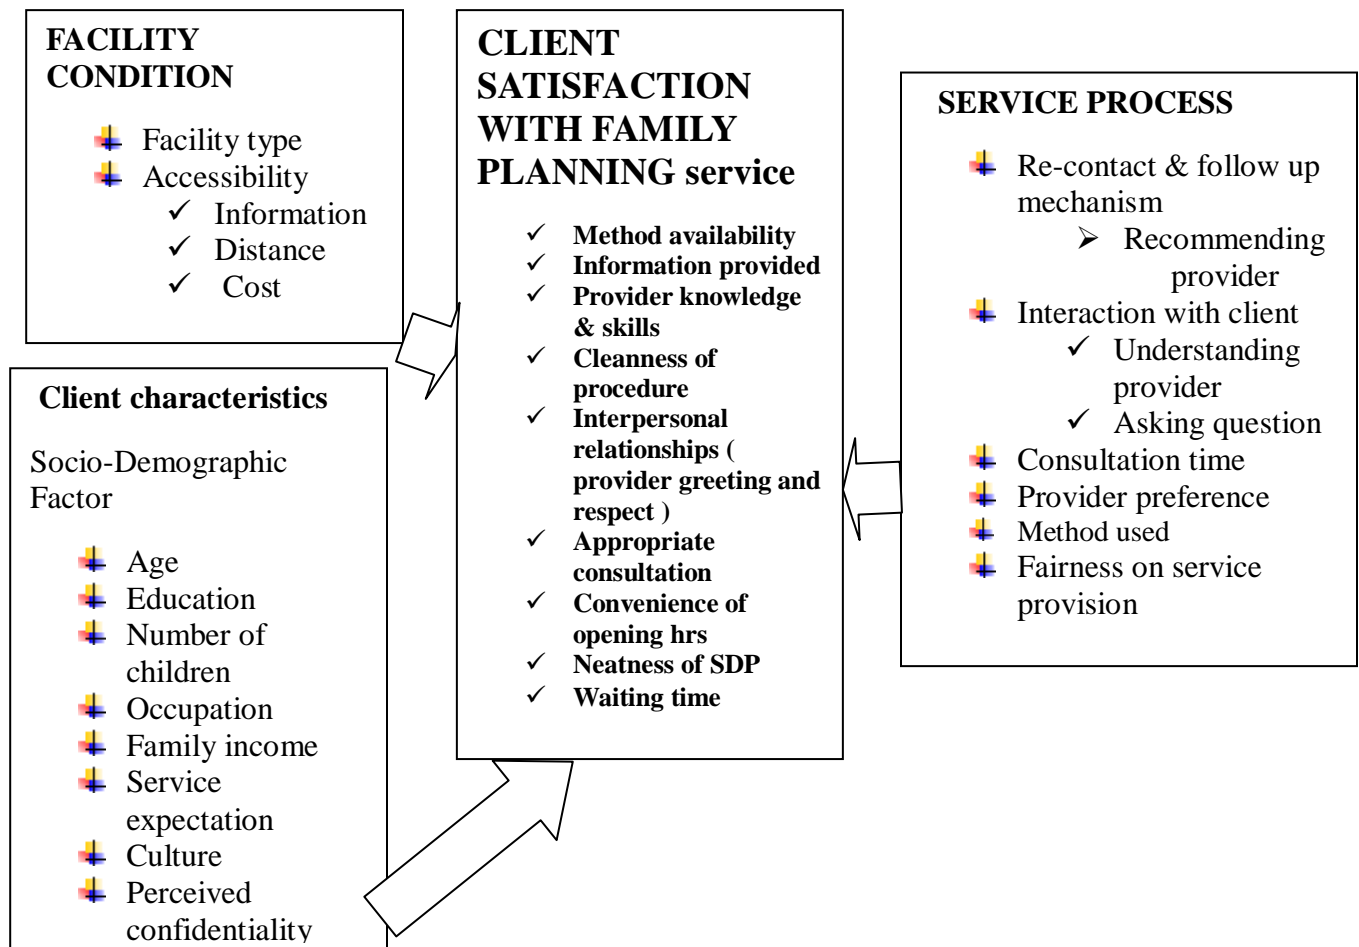 FACILITY
CONDITION
Facility type
Accessibility
✓ Information
✓ Distance
✓ Cost
Client characteristics
Socio-Demographic
Factor
Age
Education
Number of
children
Occupation
Family income
Service
expectation
Culture
Perceived
confidentiality
CLIENT
SATISFACTION
WITH FAMILY
PLANNING service
✓ Method availability
✓ Information provided
✓ Provider knowledge
& skills
✓ Cleanness of
procedure
✓ Interpersonal
relationships (
provider greeting and
respect )
✓ Appropriate
consultation
✓ Convenience of
opening hrs
✓ Neatness of SDP
✓ Waiting time
SERVICE PROCESS
Re-contact & follow up
mechanism
➢ Recommending
provider
Interaction with client
✓ Understanding
provider
✓ Asking question
Consultation time
Provider preference
Method used
Fairness on service
provision